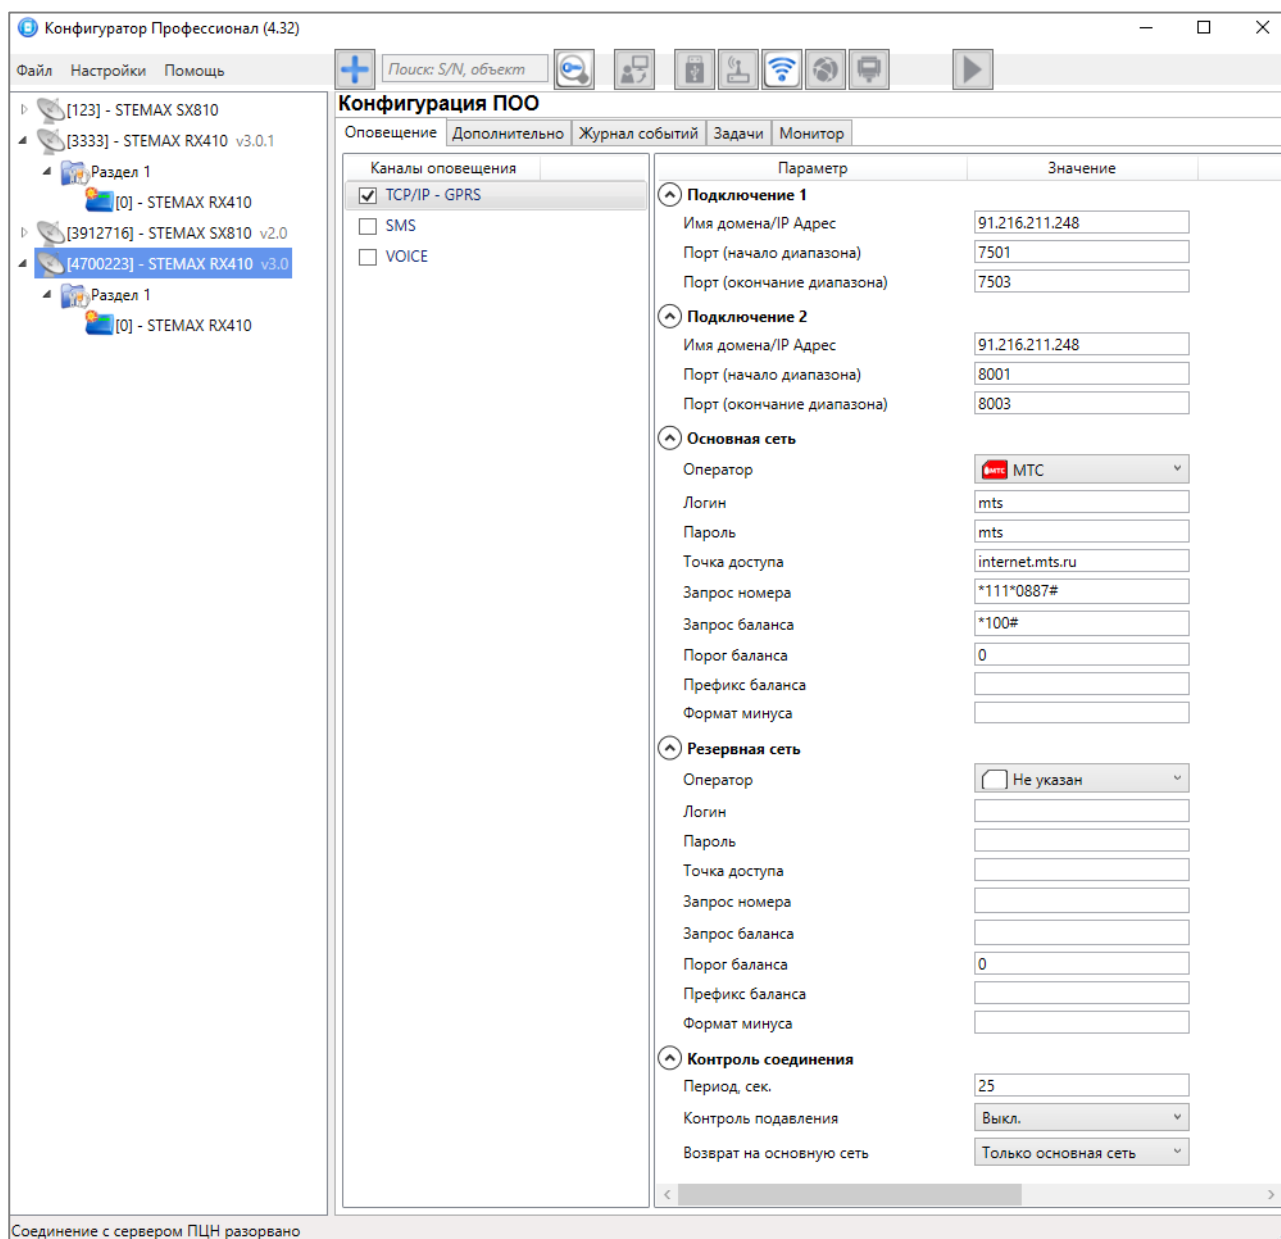 Конфигуратор Профессионал (4.32)
Файл Настройки Помощь
Поиск: S/N, объект
[123] - STEMAX SX810
[3333] - STEMAX RX410 v3.0.1
Раздел 1
[0] - STEMAX RX410
[3912716] - STEMAX SX810 v2.0
[4700223] - STEMAX RX410 v3.0
Раздел 1
[0] - STEMAX RX410
Конфигурация ПОО
Оповещение Дополнительно Журнал событий Задачи Монитор
Каналы оповещения
TCP/IP - GPRS
SMS
VOICE
Параметр Значение
Подключение 1
Имя домена/IP Адрес 91.216.211.248
Порт (начало диапазона) 7501
Порт (окончание диапазона) 7503
Подключение 2
Имя домена/IP Адрес 91.216.211.248
Порт (начало диапазона) 8001
Порт (окончание диапазона) 8003
Основная сеть
Оператор МТС МТС
Логин mts
Пароль mts
Точка доступа internet.mts.ru
Запрос номера *111*0887#
Запрос баланса *100#
Порог баланса 0
Префикс баланса
Формат минуса
Резервная сеть
Оператор Не указан
Логин
Пароль
Точка доступа
Запрос номера
Запрос баланса
Порог баланса 0
Префикс баланса
Формат минуса
Контроль соединения
Период, сек. 25
Контроль подавления Выкл.
Возврат на основную сеть Только основная сеть
Соединение с сервером ПЦН разорвано